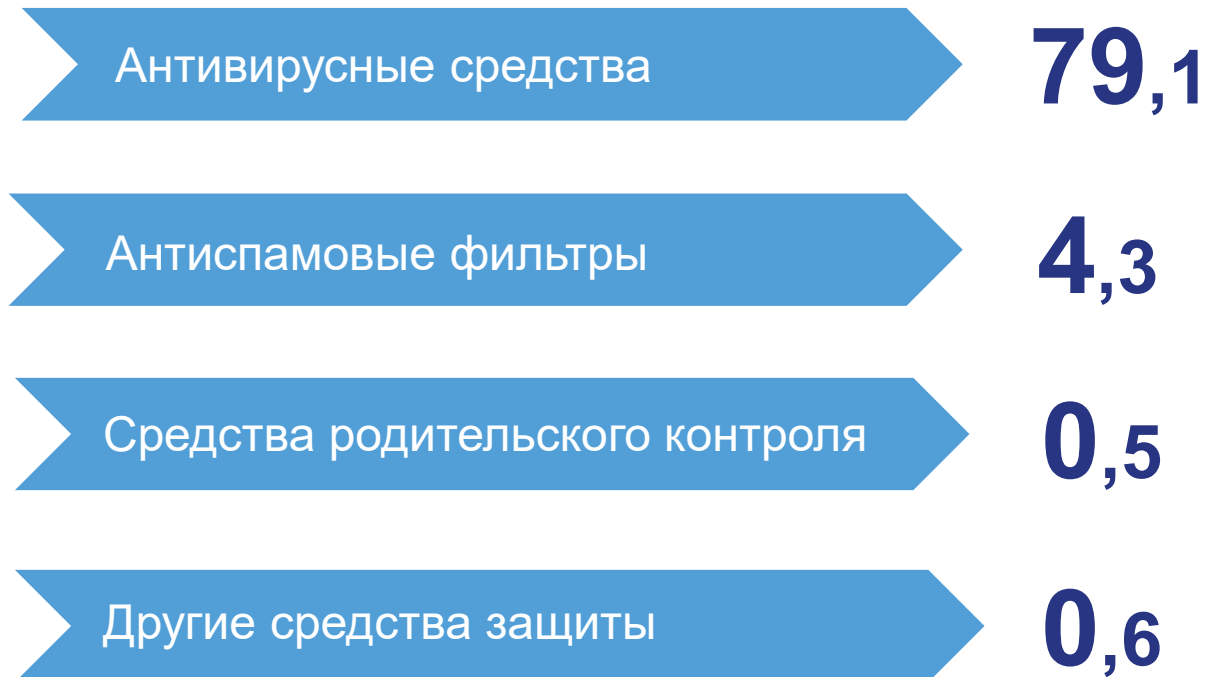 Антивирусные средства 79,1
Антиспамовые фильтры 4,3
Средства родительского контроля 0,5
Другие средства защиты 0,6